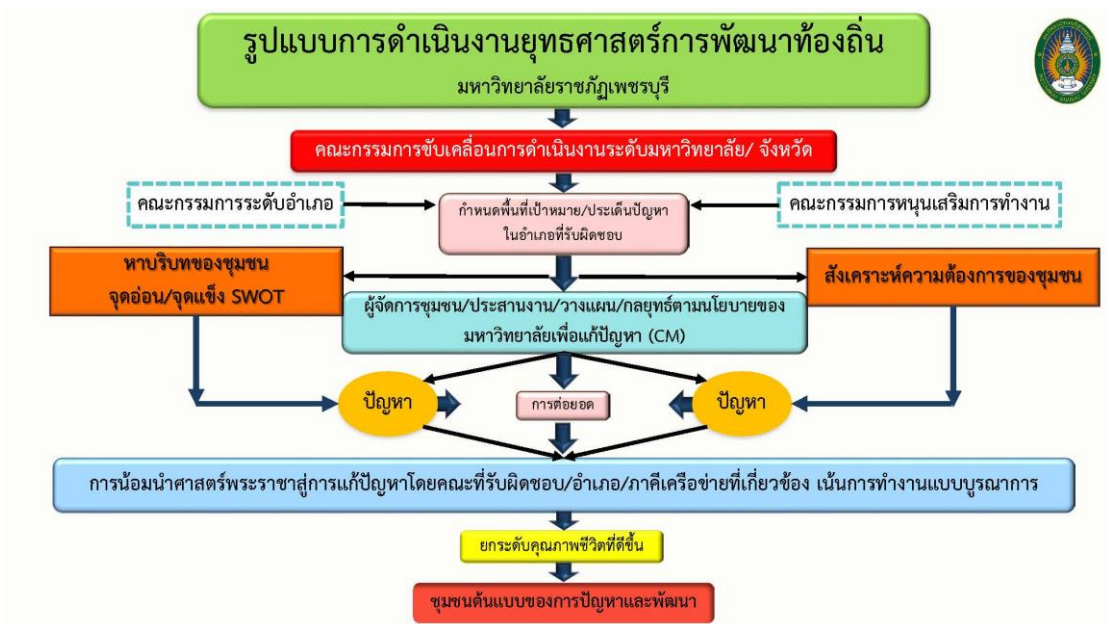 รูปแบบการดำเนินงานยุทธศาสตร์การพัฒนาท้องถิ่น
มหาวิทยาลัยราชภัฏเพชรบุรี
คณะกรรมการขับเคลื่อนการดำเนินงานระดับมหาวิทยาลัย/ จังหวัด
คณะกรรมการระดับอำเภอ
กำหนดพื้นที่เป้าหมาย/ประเด็นปัญหา
ในอำเภอที่รับผิดชอบ
คณะกรรมการหนุนเสริมการทำงาน
หาบริบทของชุมชน
จุดอ่อน/จุดแข็ง SWOT
สังเคราะห์ความต้องการของชุมชน
ผู้จัดการชุมชน/ประสานงาน/วางแผน/กลยุทธ์ตามนโยบายของ
มหาวิทยาลัยเพื่อแก้ปัญหา (CM)
ปัญหา
การต่อยอด
ปัญหา
การน้อมนำศาสตร์พระราชาสู่การแก้ปัญหาโดยคณะที่รับผิดชอบ/อำเภอ/ภาคีเครือข่ายที่เกี่ยวข้อง เน้นการทำงานแบบบูรณาการ
ยกระดับคุณภาพชีวิตที่ดีขึ้น
ชุมชนต้นแบบของการปัญหาและพัฒนา